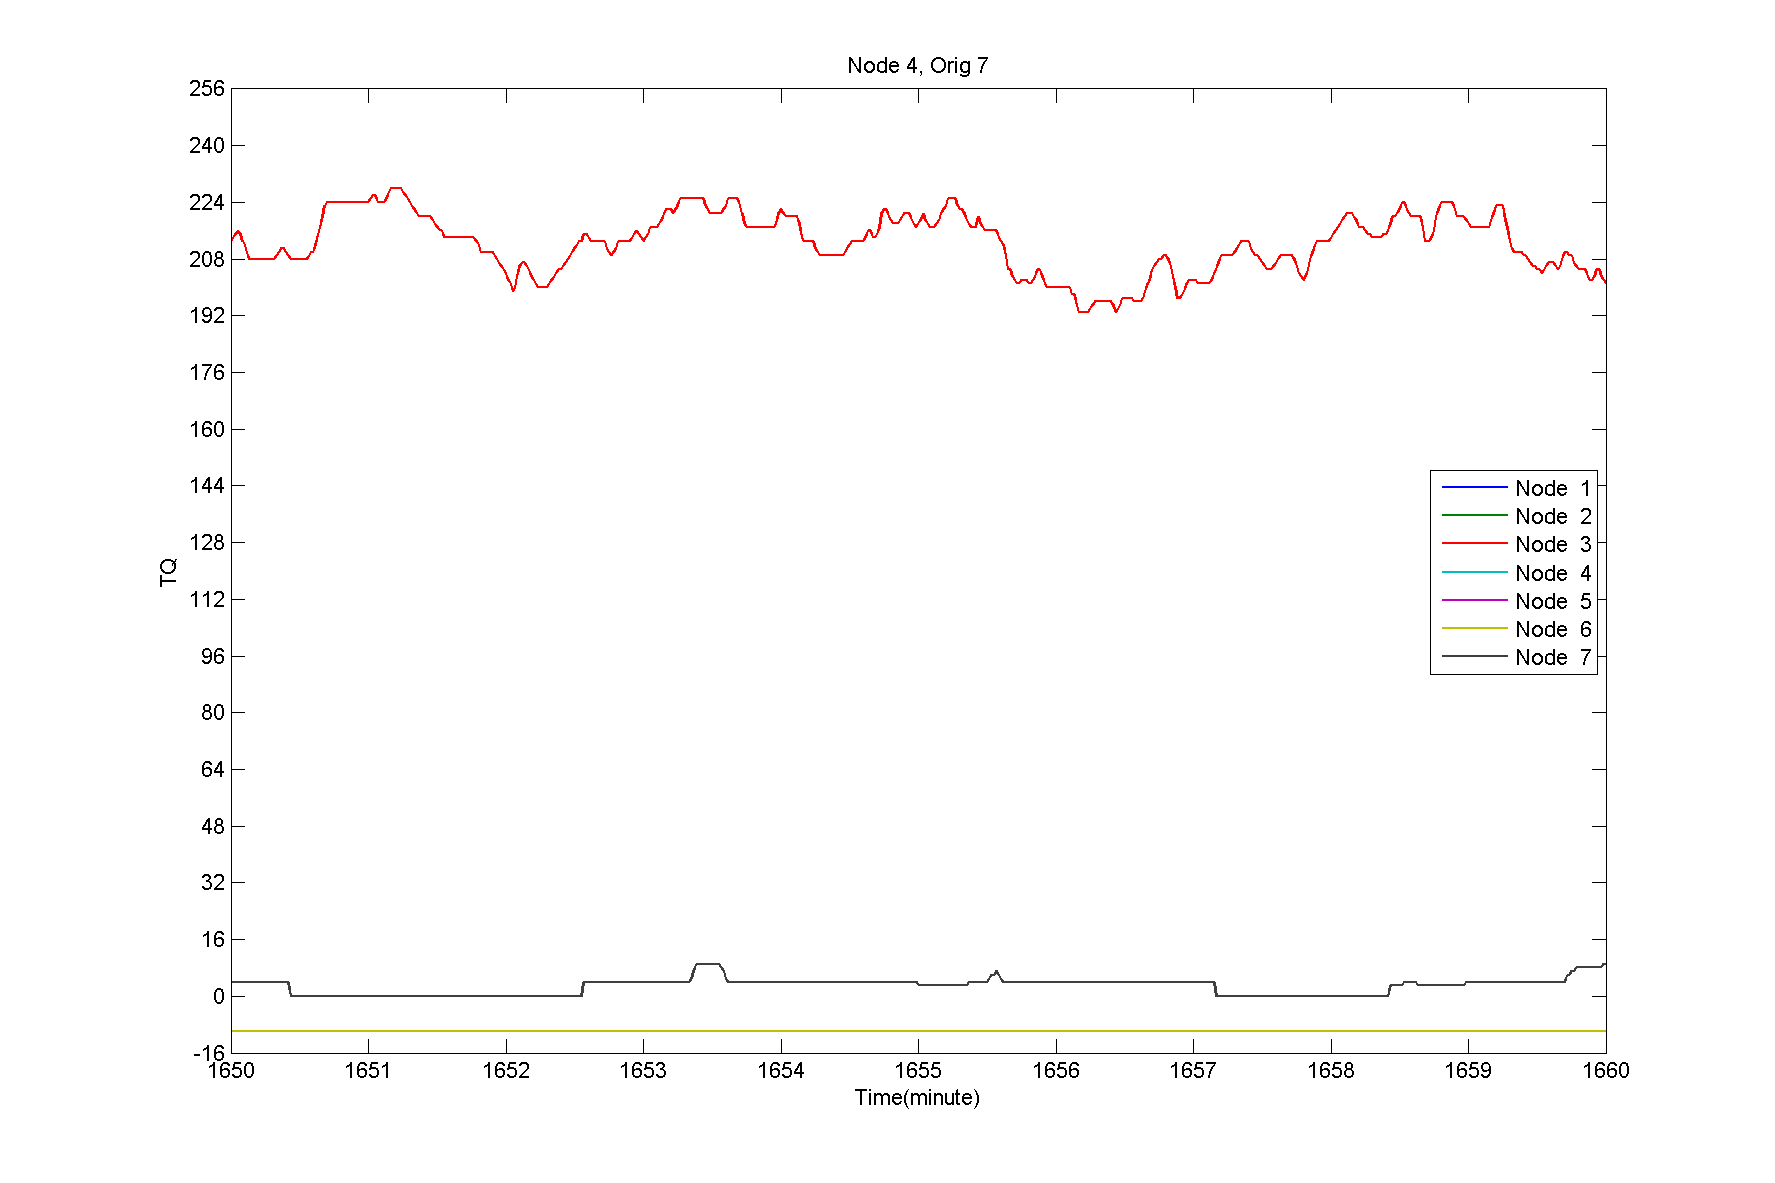 Node 4, Orig 7
256
240
224
208
192
176
160
144
128
112
96
80
64
48
32
16
0
-16
TQ
Node 1
Node 2
Node 3
Node 4
Node 5
Node 6
Node 7
1650 1651 1652 1653 1654 1655 1656 1657 1658 1659 1660
Time(minute)